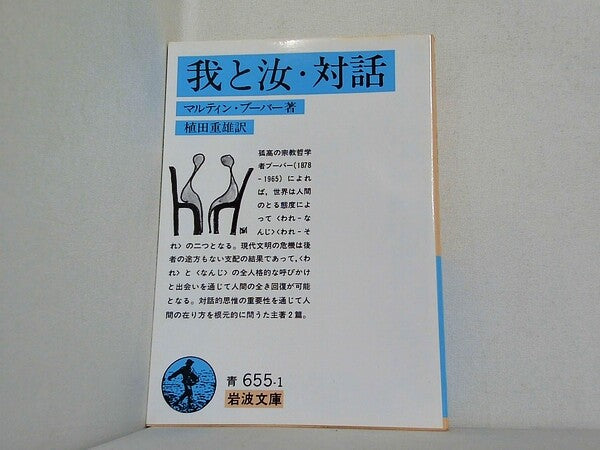 我と汝・対話
マルティン・ブーバー著
植田重雄訳
孤高の宗教哲学
者ブーバー(1878
-1965)によれ
ば,世界は人間
のとる態度によ
って〈われ-な
んじ〉〈われ-そ
れ〉の二つとなる。現代文明の危機は後
者の途方もない支配の結果であって,〈わ
れ〉と〈なんじ〉の全人格的な呼びかけ
と出会いを通じて人間の全き回復が可能
となる。対話的思惟の重要性を通じて人
間の在り方を根元的に問うた主著2篇。
青 655-1
岩波文庫